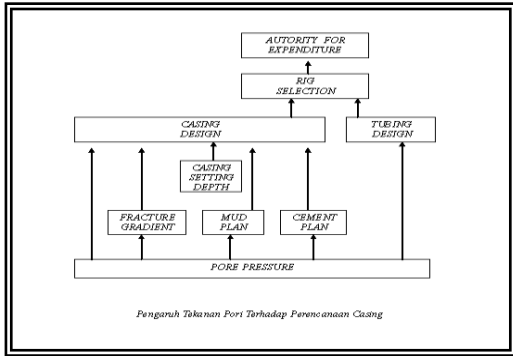 AUTORITY FOR
EXPENDITURE
RIG
SELECTION
CASING
DESIGN
TUBING
DESIGN
CASING
SETTING
DEPTH
FRACTURE
GRADIENT
MUD
PLAN
CEMENT
PLAN
PORE PRESSURE
Pengaruh Tekanan Pori Terhadap Perencanaan Casing